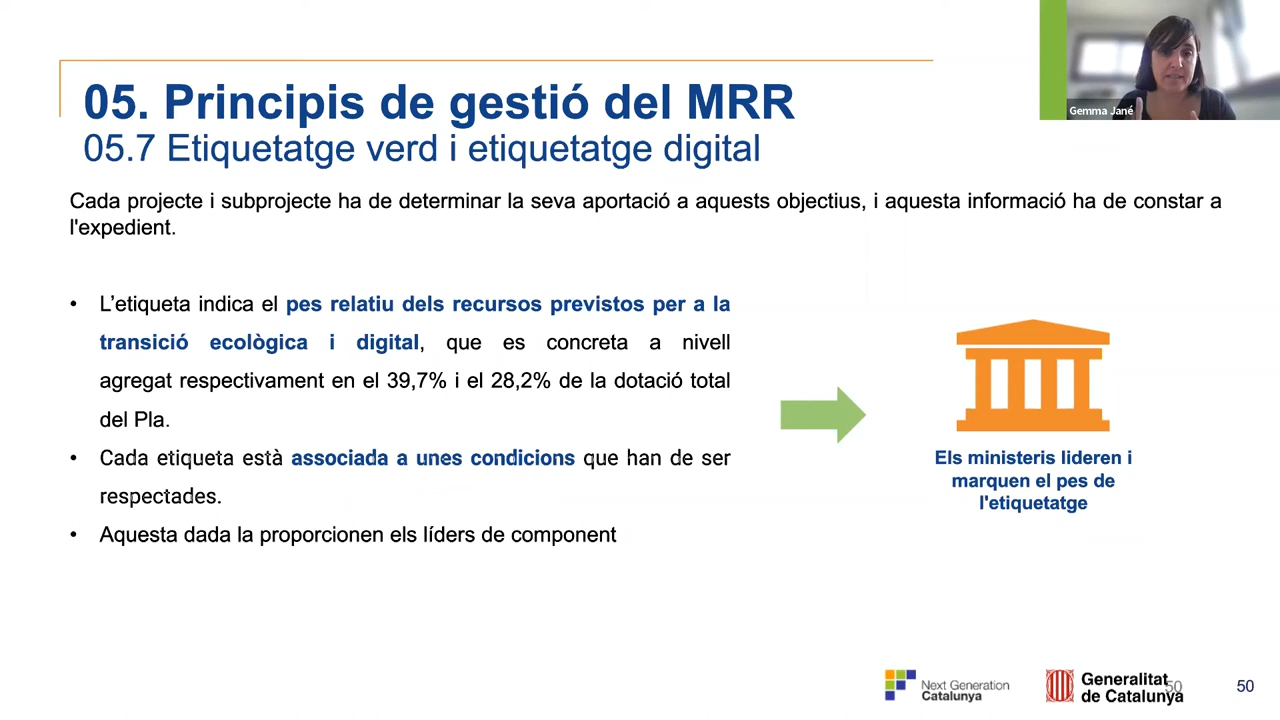 Gemma Jané
05. Principis de gestió del MRR
05.7 Etiquetatge verd i etiquetatge digital
Cada projecte i subprojecte ha de determinar la seva aportació a aquests objectius, i aquesta informació ha de constar a
l'expedient.
• L’etiqueta indica el pes relatiu dels recursos previstos per a la
transició ecològica i digital, que es concreta a nivell
agregat respectivament en el 39,7% i el 28,2% de la dotació total
del Pla.
• Cada etiqueta està associada a unes condicions que han de ser
respectades.
• Aquesta dada la proporcionen els líders de component
Els ministeris lideren i
marquen el pes de
l'etiquetatge
Next Generation
Catalunya
Generalitat
de Catalunya
50
50